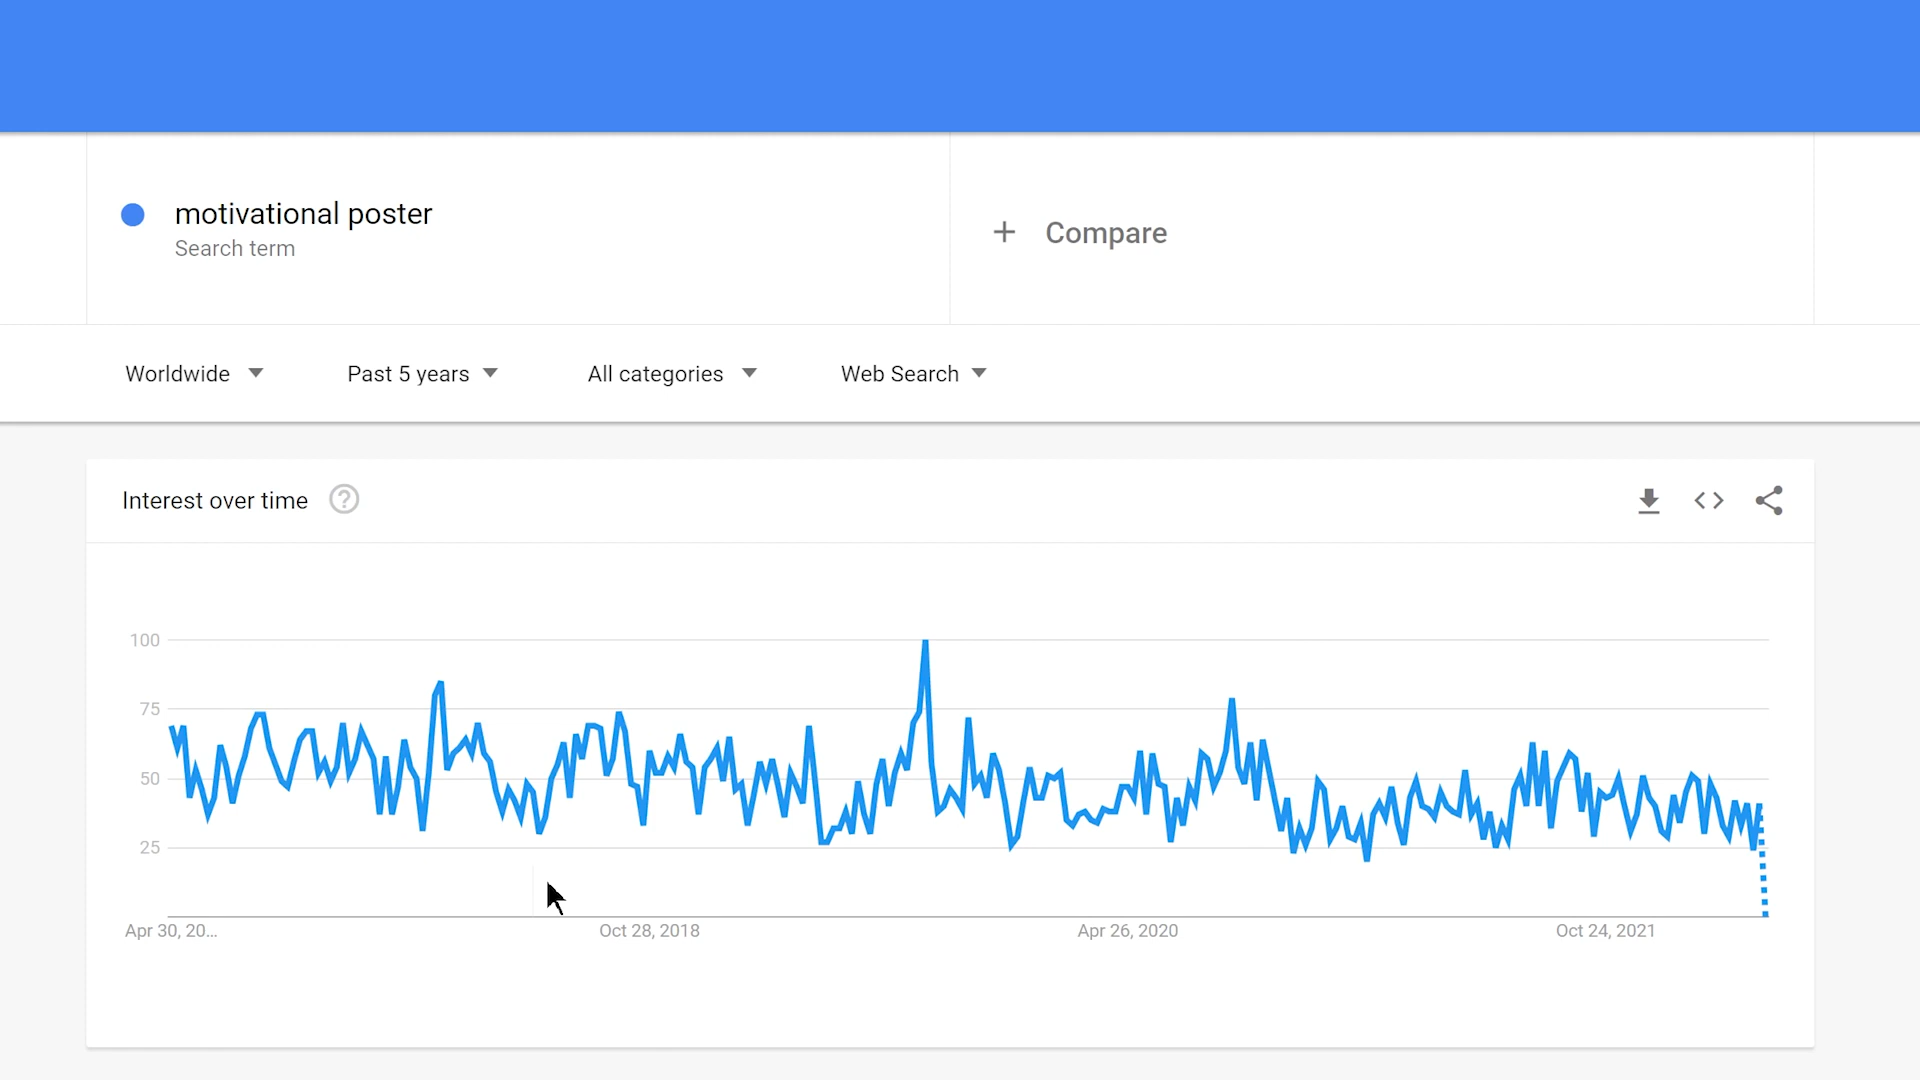 motivational poster
Search term
+ Compare
Worldwide
Past 5 years
All categories
Web Search
Interest over time
?
100
75
50
25
Apr 30, 20...
Oct 28, 2018
Apr 26, 2020
Oct 24, 2021